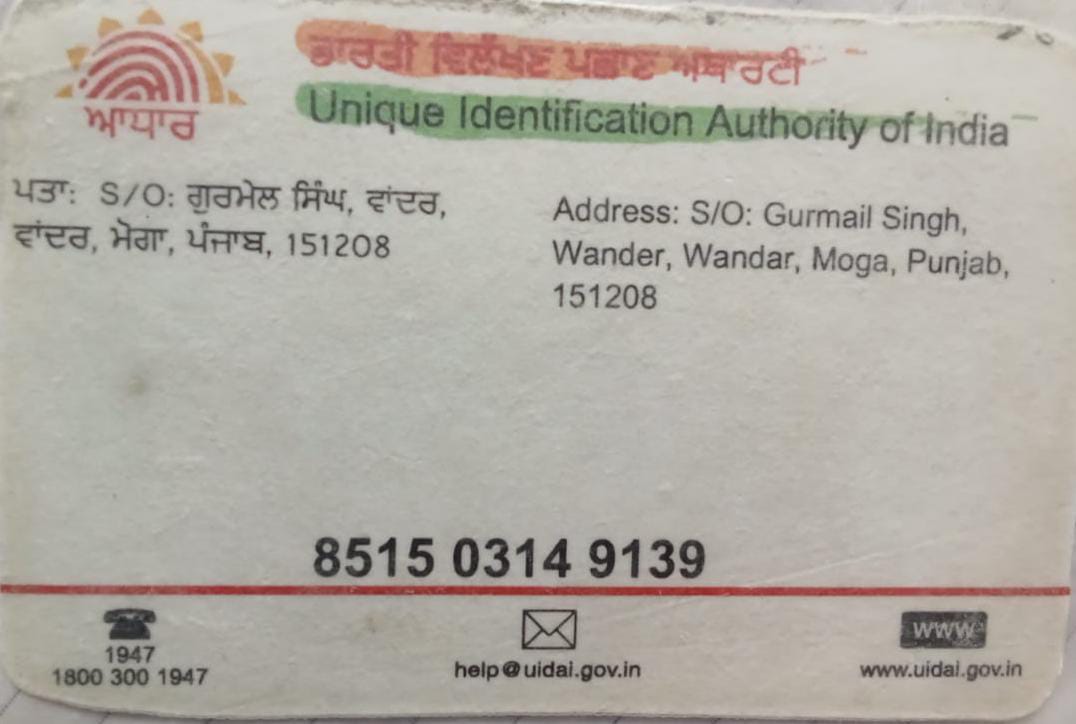 ਆਧਾਰ
ਭਾਰਤੀ ਵਿਲੱਖਣ ਪਛਾਣ ਅਥਾਰਟੀ
Unique Identification Authority of India
ਪਤਾ: S/O: ਗੁਰਮੇਲ ਸਿੰਘ, ਵਾਂਦਰ,
ਵਾਂਦਰ, ਮੋਗਾ, ਪੰਜਾਬ, 151208
Address: S/O: Gurmail Singh,
Wander, Wandar, Moga, Punjab,
151208
8515 0314 9139
1947
1800 300 1947
help@uidai.gov.in
www
www.uidai.gov.in